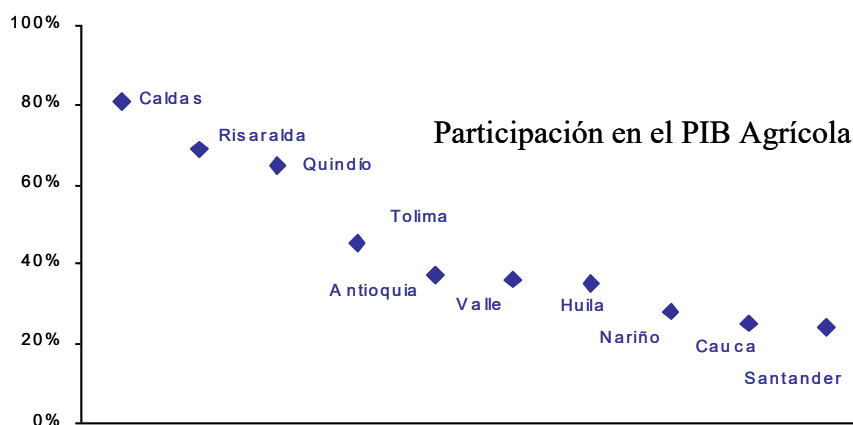 100%
Caldas
80%
Participación en el PIB Agrícola
Risaralda
Quindío
60%
Tolima
40%
Antioquia
Valle
Huila
20%
Nariño
Cauca
Santander
0%